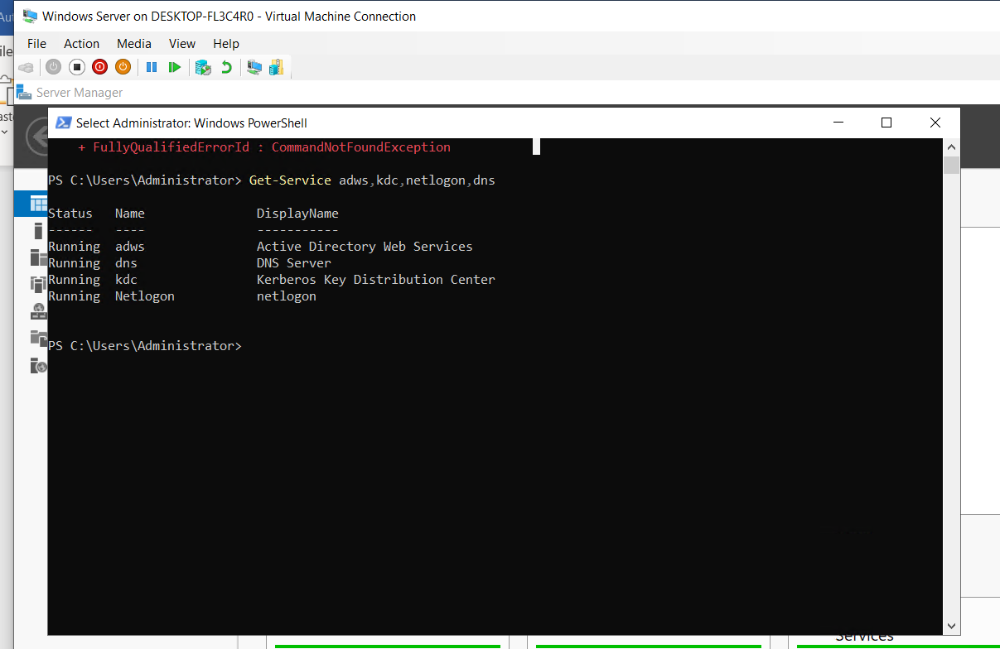 Windows Server on DESKTOP-FL3C4R0 - Virtual Machine Connection
File Action Media View Help
Server Manager
Select Administrator: Windows PowerShell
+ FullyQualifiedErrorId : CommandNotFoundException
PS C:\Users\Administrator> Get-Service adws,kdc,netlogon,dns
Status Name DisplayName
------ ---- -----------
Running adws Active Directory Web Services
Running dns DNS Server
Running kdc Kerberos Key Distribution Center
Running Netlogon netlogon
PS C:\Users\Administrator>
Services